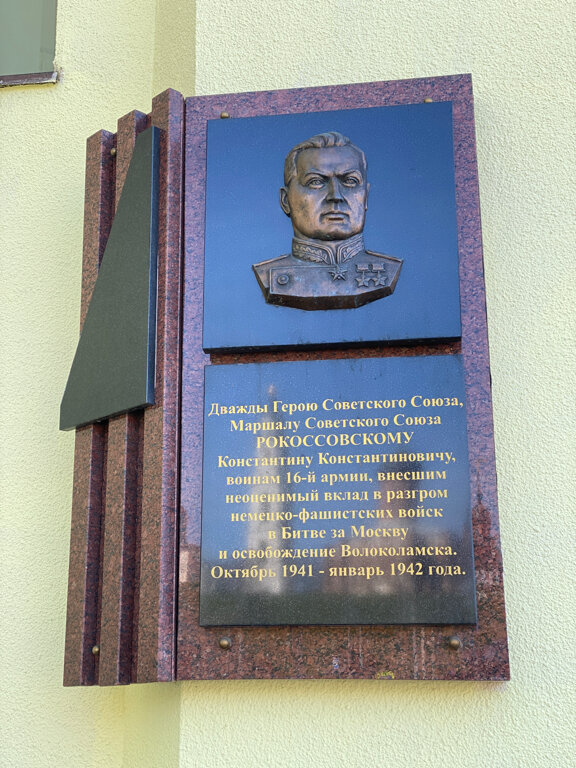 Дважды Герою Советского Союза,
Маршалу Советского Союза
РОКОССОВСКОМУ
Константину Константиновичу,
воинам 16-й армии, внесшим
неоценимый вклад в разгром
немецко-фашистских войск
в Битве за Москву
и освобождение Волоколамска.
Октябрь 1941 - январь 1942 года.